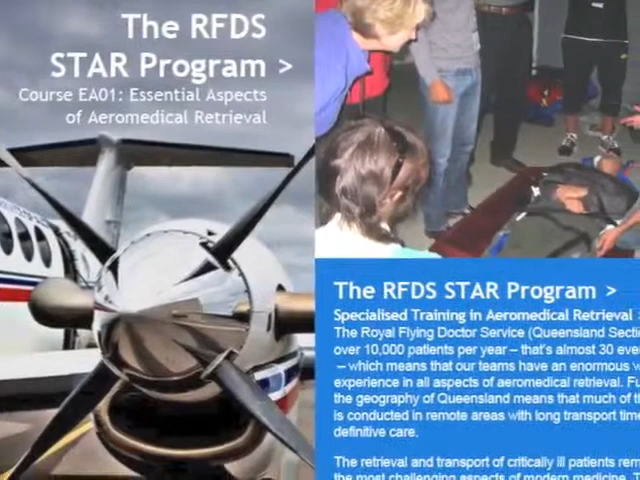 The RFDS
STAR Program >
Course EA01: Essential Aspects
of Aeromedical Retrieval
The RFDS STAR Program >
Specialised Training in Aeromedical Retrieval
The Royal Flying Doctor Service (Queensland
over 10,000 patients per year – that's almost 30
– which means that our teams have an enormous
experience in all aspects of aeromedical retrieval.
the geography of Queensland means that much of
is conducted in remote areas with long transport
definitive care.
The retrieval and transport of critically ill patients
the most challenging aspects of modern medicine.